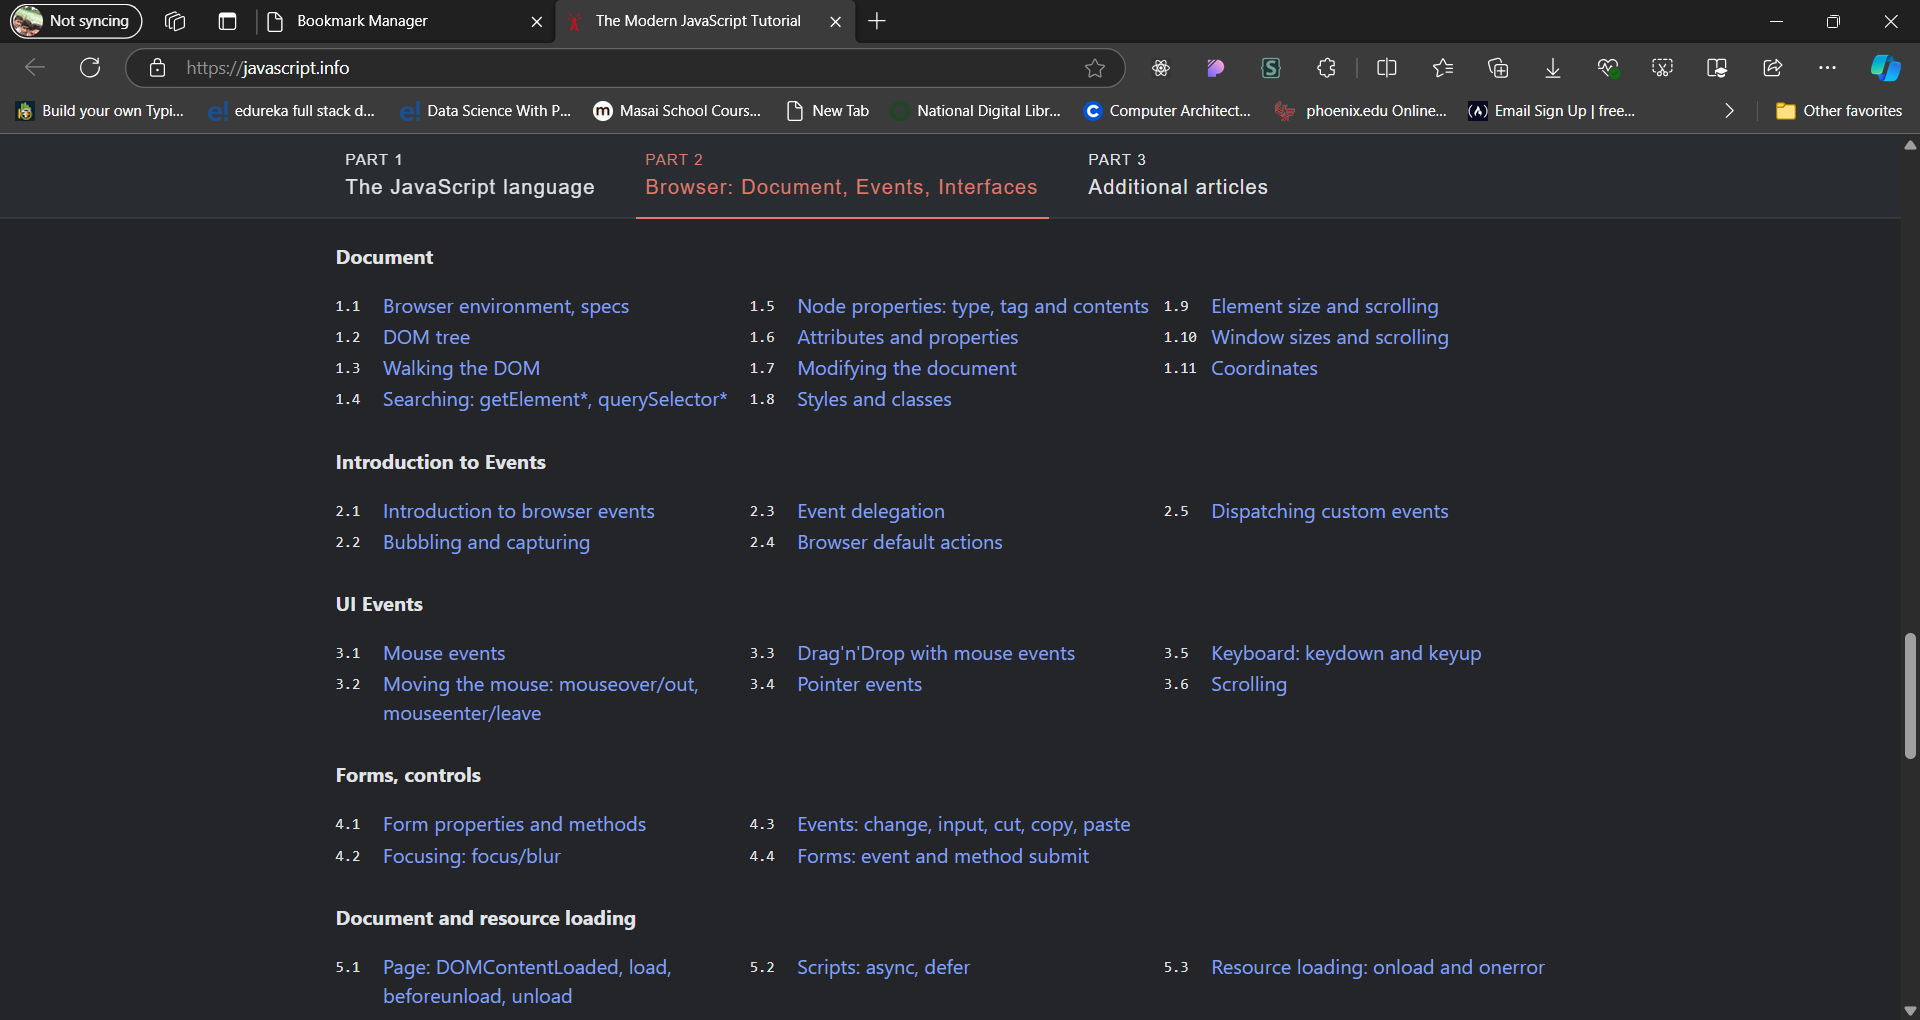 Not syncing
Bookmark Manager
The Modern JavaScript Tutorial
https://javascript.info
Build your own Typi...
edureka full stack d...
Data Science With P...
Masai School Cours...
New Tab
National Digital Libr...
Computer Architect...
phoenix.edu Online...
Email Sign Up | free...
Other favorites
PART 1
The JavaScript language
PART 2
Browser: Document, Events, Interfaces
PART 3
Additional articles
Document
1.1 Browser environment, specs
1.2 DOM tree
1.3 Walking the DOM
1.4 Searching: getElement*, querySelector*
1.5 Node properties: type, tag and contents
1.6 Attributes and properties
1.7 Modifying the document
1.8 Styles and classes
1.9 Element size and scrolling
1.10 Window sizes and scrolling
1.11 Coordinates
Introduction to Events
2.1 Introduction to browser events
2.2 Bubbling and capturing
2.3 Event delegation
2.4 Browser default actions
2.5 Dispatching custom events
UI Events
3.1 Mouse events
3.2 Moving the mouse: mouseover/out,
mouseenter/leave
3.3 Drag'n'Drop with mouse events
3.4 Pointer events
3.5 Keyboard: keydown and keyup
3.6 Scrolling
Forms, controls
4.1 Form properties and methods
4.2 Focusing: focus/blur
4.3 Events: change, input, cut, copy, paste
4.4 Forms: event and method submit
Document and resource loading
5.1 Page: DOMContentLoaded, load,
beforeunload, unload
5.2 Scripts: async, defer
5.3 Resource loading: onload and onerror